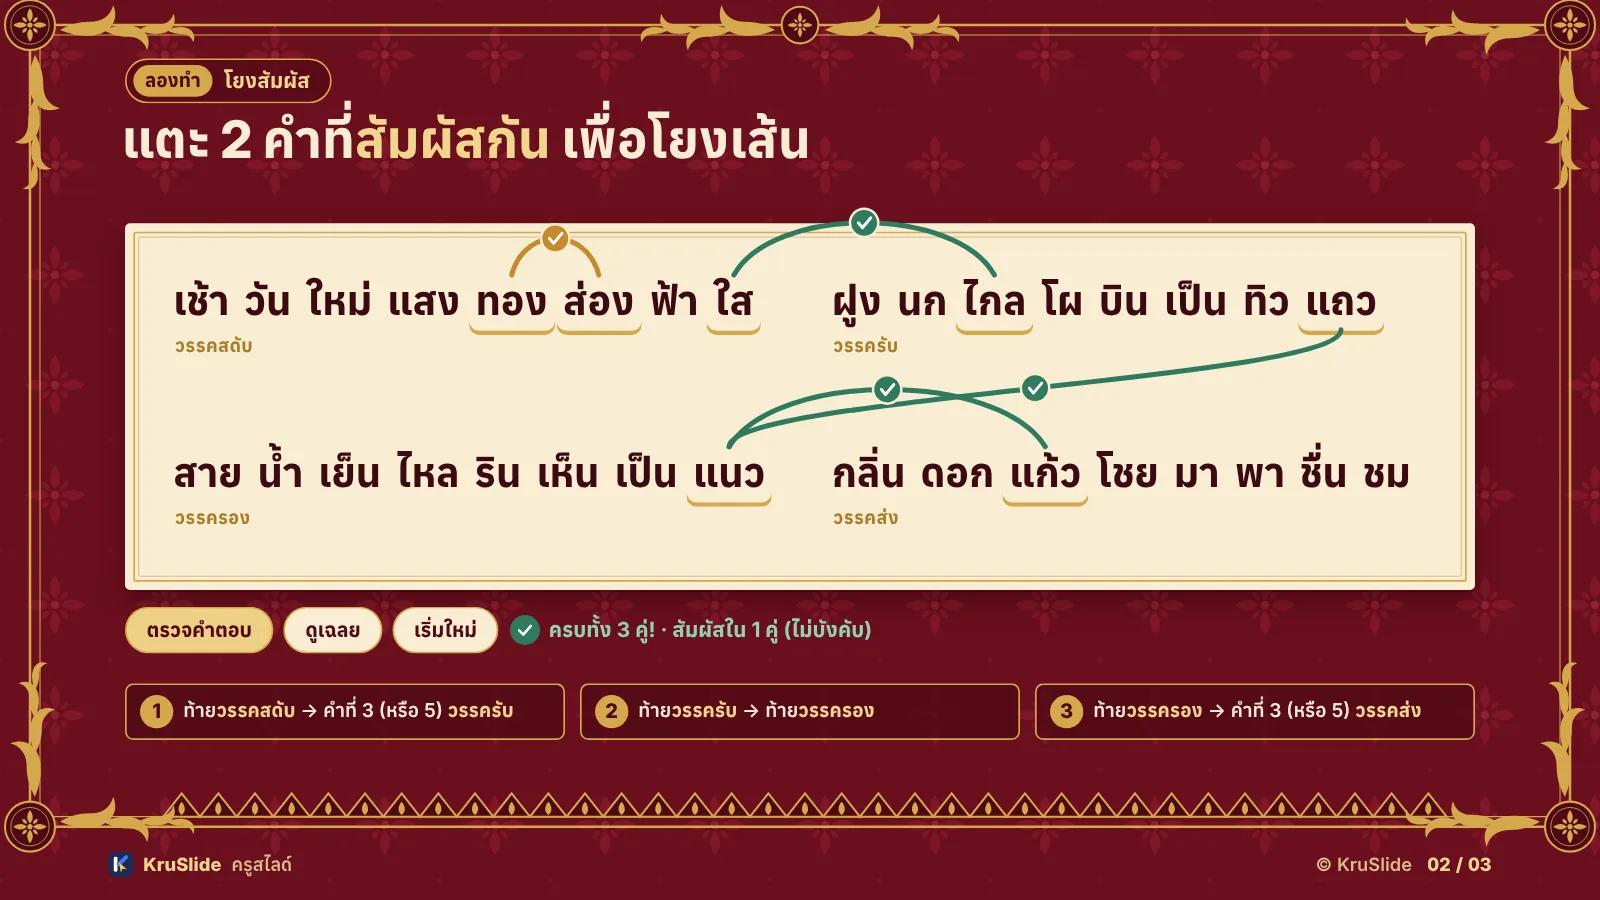 ลองทำ โยงสัมผัส
แตะ 2 คำที่สัมผัสกัน เพื่อโยงเส้น
เช้า วัน ใหม่ แสง ทอง ส่อง ฟ้า ใส
วรรคสดับ
ฝูง นก ไกล โผ บิน เป็น ทิว แถว
วรรครับ
สาย น้ำ เย็น ไหล ริน เห็น เป็น แนว
วรรครอง
กลิ่น ดอก แก้ว โชย มา พา ชื่น ชม
วรรคส่ง
ตรวจคำตอบ ดูเฉลย เริ่มใหม่ ครบทั้ง 3 คู่! · สัมผัสใน 1 คู่ (ไม่บังคับ)
1 ท้ายวรรคสดับ → คำที่ 3 (หรือ 5) วรรครับ
2 ท้ายวรรครับ → ท้ายวรรครอง
3 ท้ายวรรครอง → คำที่ 3 (หรือ 5) วรรคส่ง
KruSlide ครูสไลด์
© KruSlide 02 / 03